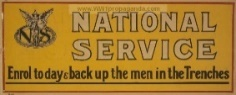 NATIONAL
SERVICE
Enrol to day & back up the men in the Trenches